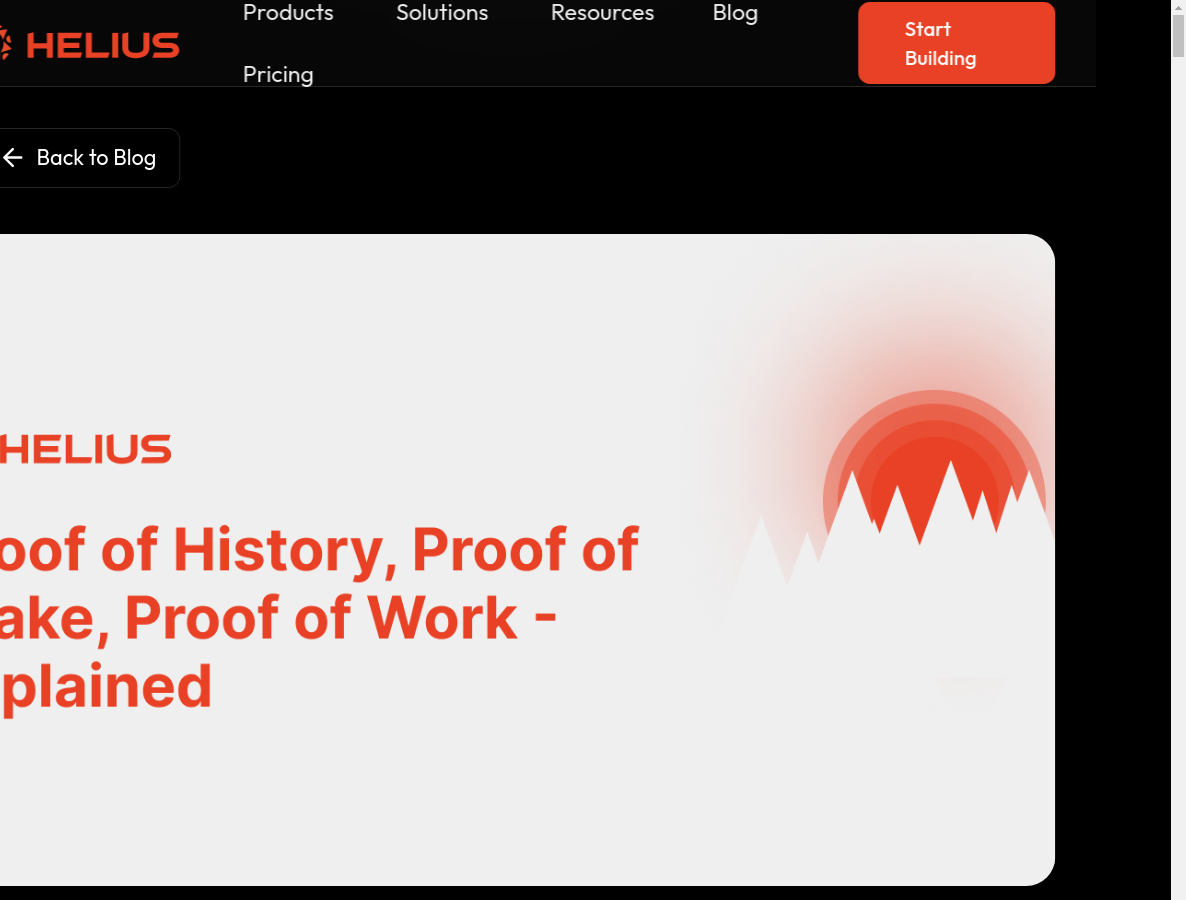 Products Solutions Resources Blog
HELIUS
Start
Building
Pricing
Back to Blog
HELIUS
oof of History, Proof of
ake, Proof of Work -
plained